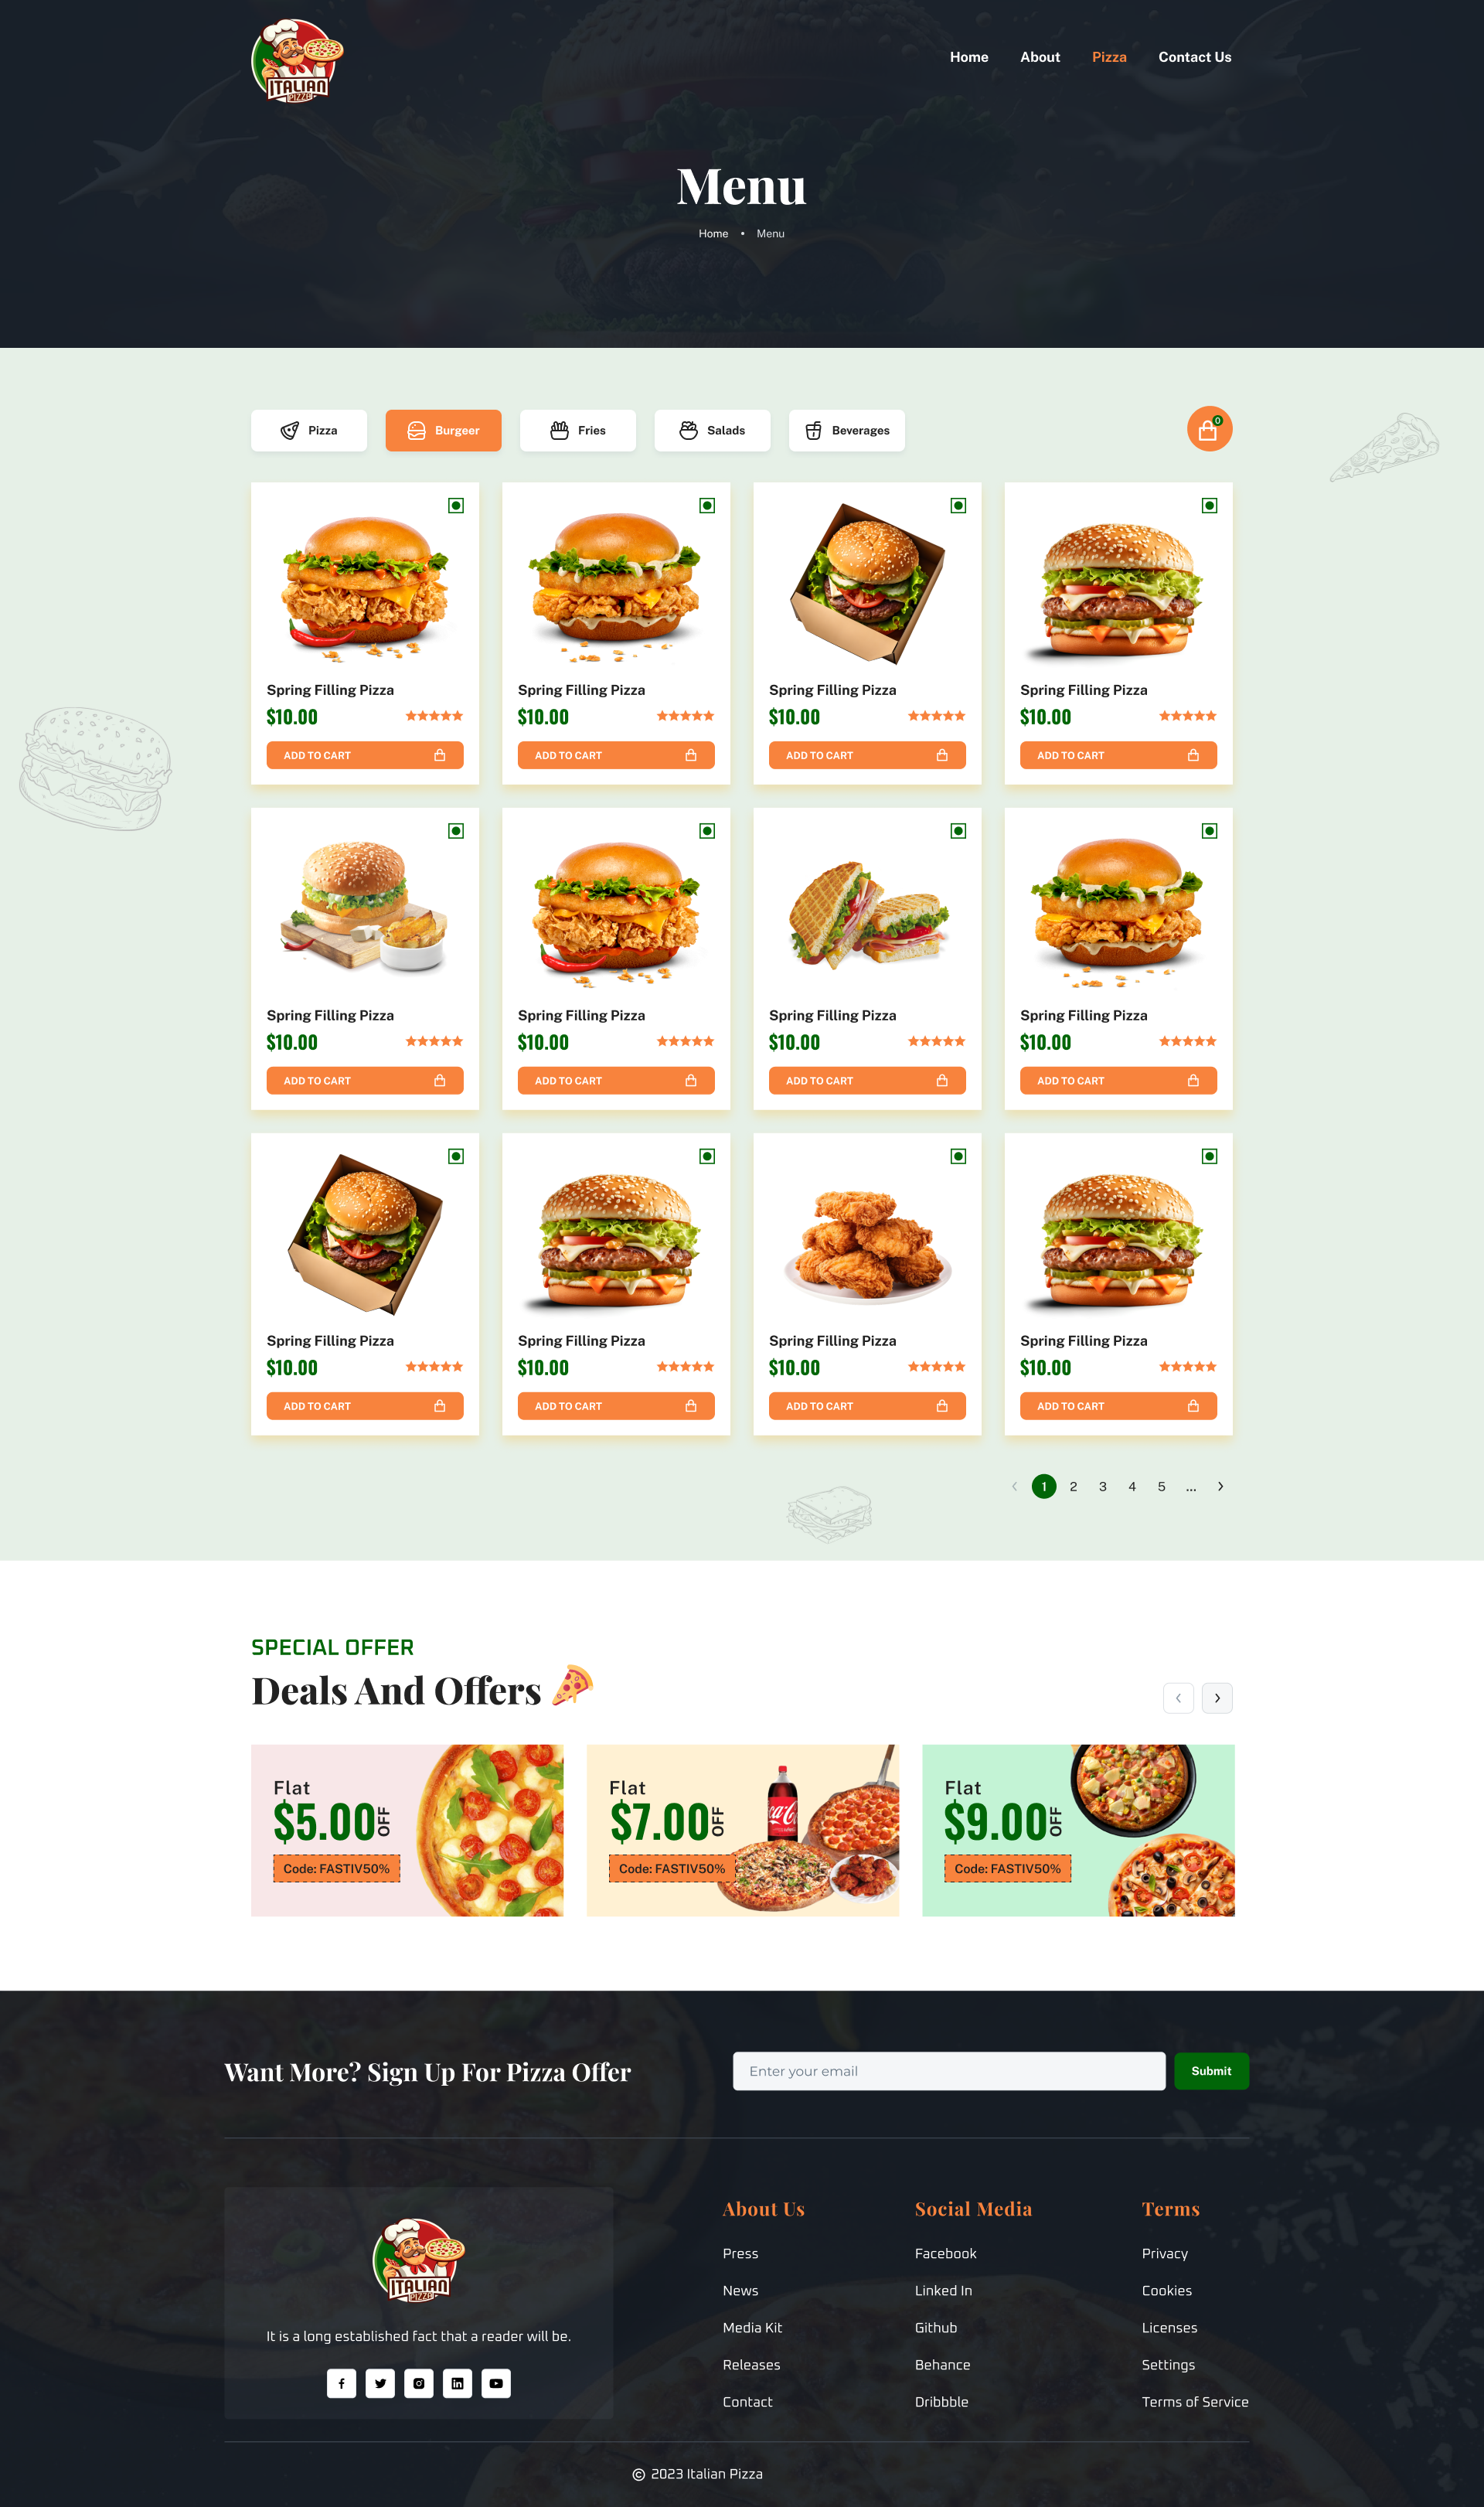 ITALIAN
PIZZA
Home About Pizza Contact Us
Menu
Home • Menu
Pizza Burgeer Fries Salads Beverages 0
Spring Filling Pizza Spring Filling Pizza Spring Filling Pizza Spring Filling Pizza
$10.00 $10.00 $10.00 $10.00
ADD TO CART ADD TO CART ADD TO CART ADD TO CART
Spring Filling Pizza Spring Filling Pizza Spring Filling Pizza Spring Filling Pizza
$10.00 $10.00 $10.00 $10.00
ADD TO CART ADD TO CART ADD TO CART ADD TO CART
Spring Filling Pizza Spring Filling Pizza Spring Filling Pizza Spring Filling Pizza
$10.00 $10.00 $10.00 $10.00
ADD TO CART ADD TO CART ADD TO CART ADD TO CART
‹ 1 2 3 4 5 ... ›
SPECIAL OFFER
Deals And Offers
Flat
$5.00 OFF
Code: FASTIV50%
Flat
$7.00 OFF
Code: FASTIV50%
Flat
$9.00 OFF
Code: FASTIV50%
Want More? Sign Up For Pizza Offer
Enter your email Submit
ITALIAN
PIZZA
It is a long established fact that a reader will be.
About Us
Press
News
Media Kit
Releases
Contact
Social Media
Facebook
Linked In
Github
Behance
Dribbble
Terms
Privacy
Cookies
Licenses
Settings
Terms of Service
© 2023 Italian Pizza